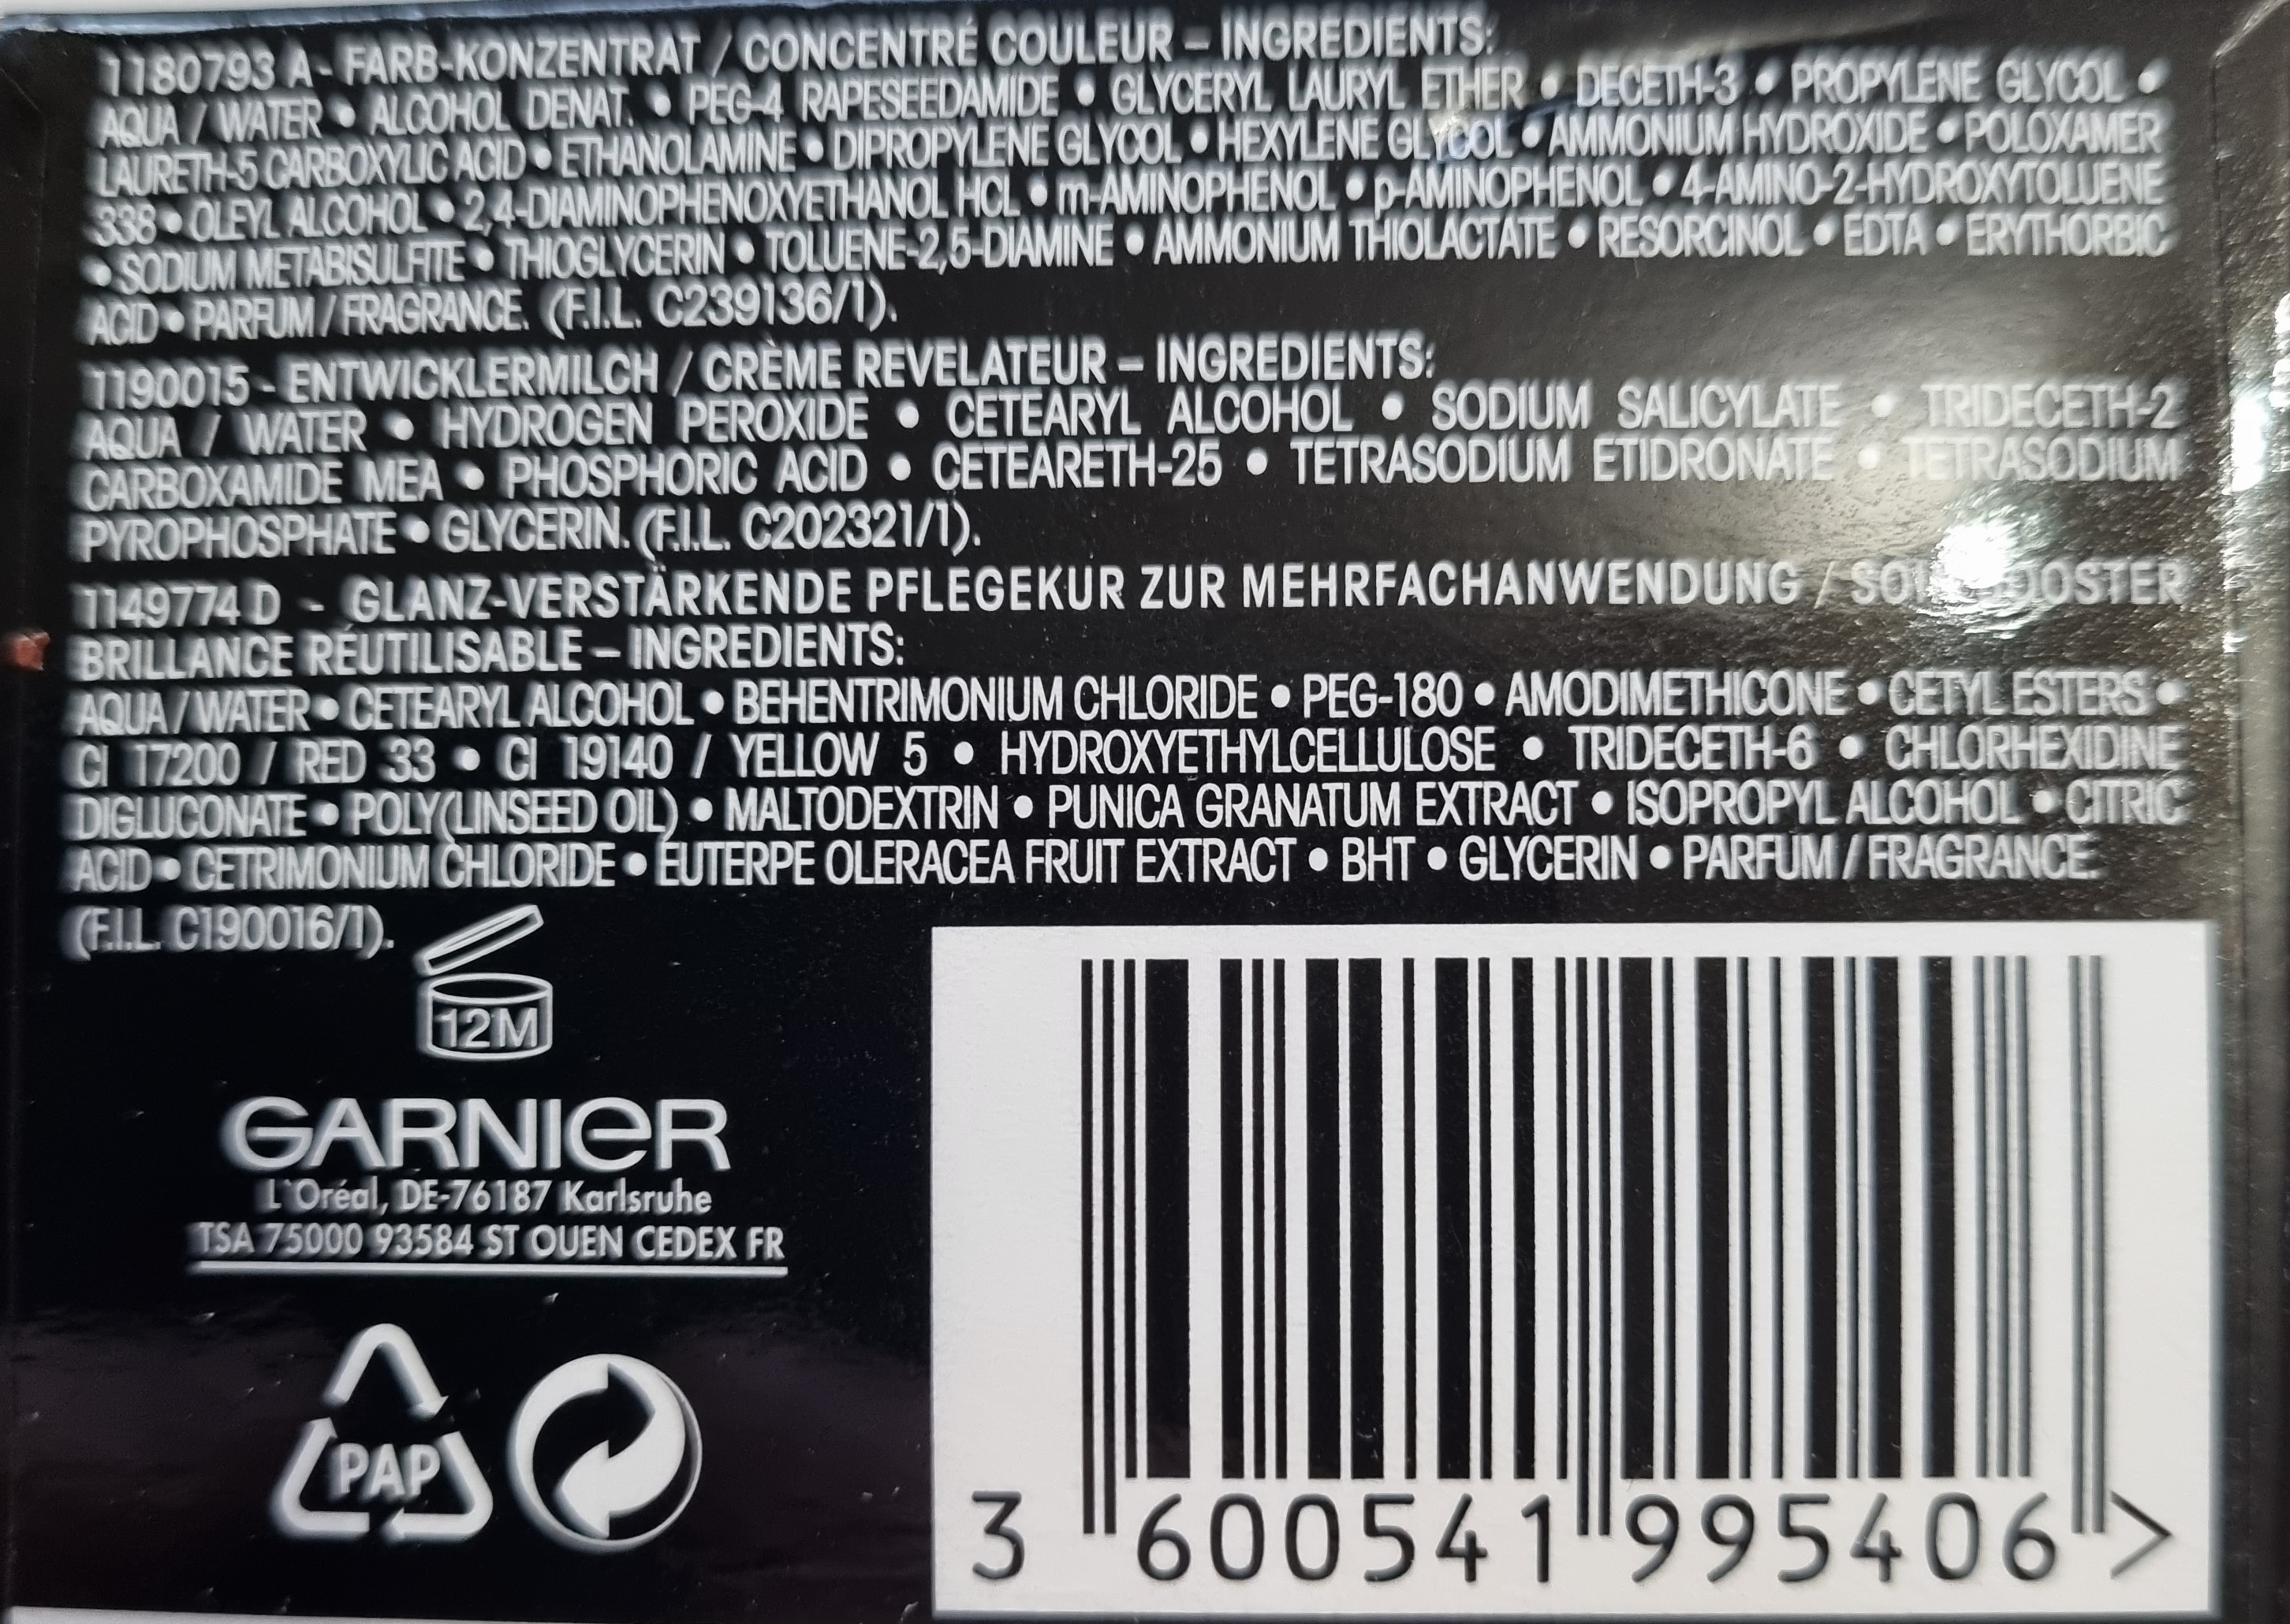 1180793 A - FARB-KONZENTRAT / CONCENTRÉ COULEUR – INGREDIENTS:
AQUA / WATER • ALCOHOL DENAT. • PEG-4 RAPESEEDAMIDE • GLYCERYL LAURYL ETHER • DECETH-3 • PROPYLENE GLYCOL •
LAURETH-5 CARBOXYLIC ACID • ETHANOLAMINE • DIPROPYLENE GLYCOL • HEXYLENE GLYCOL • AMMONIUM HYDROXIDE • POLOXAMER
338 • OLEYL ALCOHOL • 2,4-DIAMINOPHENOXYETHANOL HCL • m-AMINOPHENOL • p-AMINOPHENOL • 4-AMINO-2-HYDROXYTOLUENE
• SODIUM METABISULFITE • THIOGLYCERIN • TOLUENE-2,5-DIAMINE • AMMONIUM THIOLACTATE • RESORCINOL • EDTA • ERYTHORBIC
ACID • PARFUM / FRAGRANCE. (F.I.L. C239136/1).
1190015 - ENTWICKLERMILCH / CRÈME REVELATEUR – INGREDIENTS:
AQUA / WATER • HYDROGEN PEROXIDE • CETEARYL ALCOHOL • SODIUM SALICYLATE • TRIDECETH-2
CARBOXAMIDE MEA • PHOSPHORIC ACID • CETEARETH-25 • TETRASODIUM ETIDRONATE • TETRASODIUM
PYROPHOSPHATE • GLYCERIN. (F.I.L. C202321/1).
1149774 D - GLANZ-VERSTÄRKENDE PFLEGEKUR ZUR MEHRFACHANWENDUNG /
BRILLANCE RÉUTILISABLE – INGREDIENTS:
AQUA / WATER • CETEARYL ALCOHOL • BEHENTRIMONIUM CHLORIDE • PEG-180 • AMODIMETHICONE • CETYL ESTERS •
CI 17200 / RED 33 • CI 19140 / YELLOW 5 • HYDROXYETHYLCELLULOSE • TRIDECETH-6 • CHLORHEXIDINE
DIGLUCONATE • POLY(LINSEED OIL) • MALTODEXTRIN • PUNICA GRANATUM EXTRACT • ISOPROPYL ALCOHOL • CITRIC
ACID • CETRIMONIUM CHLORIDE • EUTERPE OLERACEA FRUIT EXTRACT • BHT • GLYCERIN • PARFUM / FRAGRANCE.
(F.I.L. C190016/1).
12M
GARNIER
L'Oréal, DE-76187 Karlsruhe
TSA 75000 93584 ST OUEN CEDEX FR
PAP
3 600541 995406 >